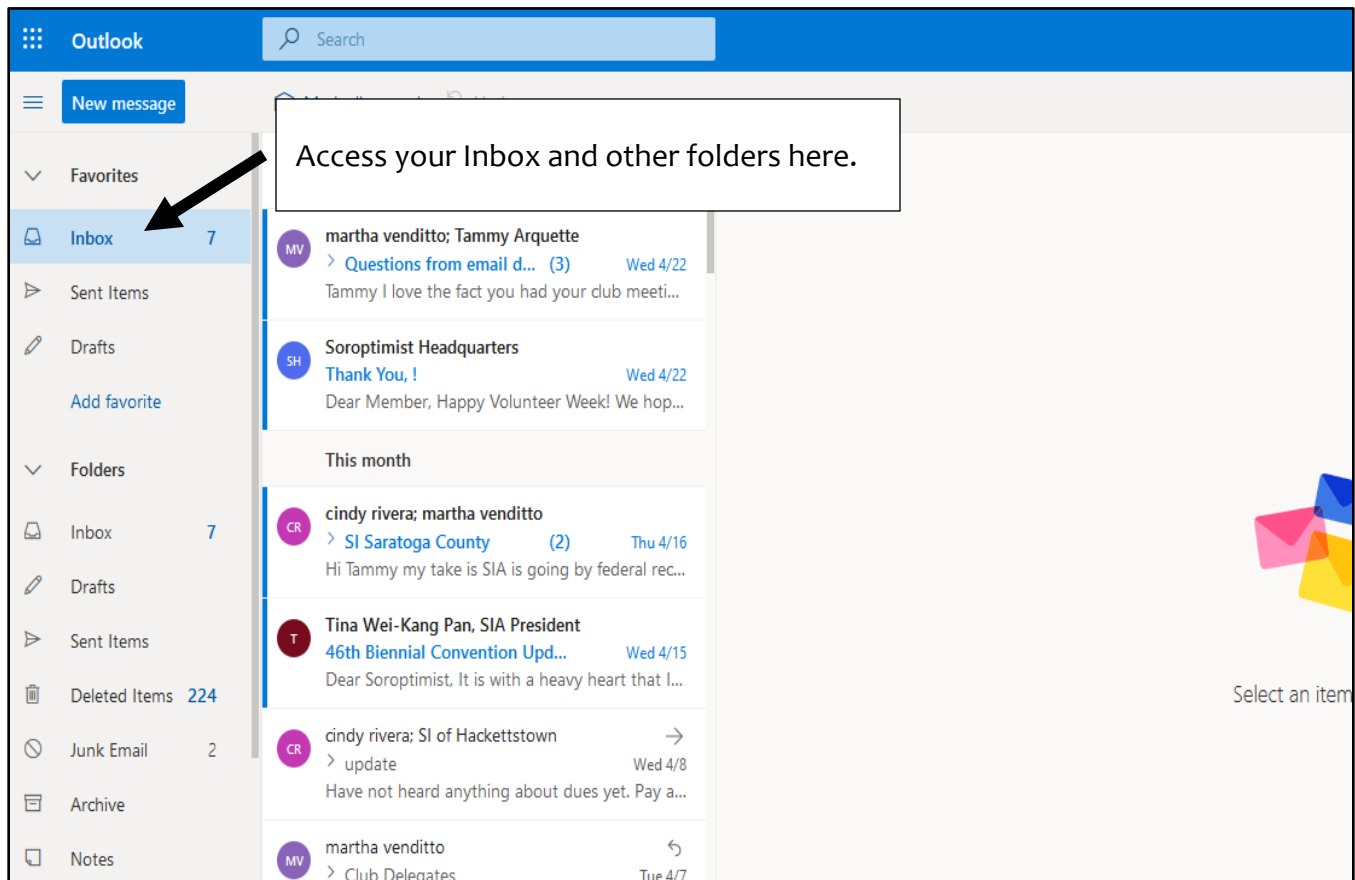 Outlook
Search
New message
Access your Inbox and other folders here.
Favorites
Inbox 7
Sent Items
Drafts
Add favorite
Folders
Inbox 7
Drafts
Sent Items
Deleted Items 224
Junk Email 2
Archive
Notes
MV
martha venditto; Tammy Arquette
Questions from email d... (3) Wed 4/22
Tammy I love the fact you had your club meeti...
SH
Soroptimist Headquarters
Thank You, ! Wed 4/22
Dear Member, Happy Volunteer Week! We hop...
This month
CR
cindy rivera; martha venditto
SI Saratoga County (2) Thu 4/16
Hi Tammy my take is SIA is going by federal rec...
T
Tina Wei-Kang Pan, SIA President
46th Biennial Convention Upd... Wed 4/15
Dear Soroptimist, It is with a heavy heart that I...
CR
cindy rivera; SI of Hackettstown
update Wed 4/8
Have not heard anything about dues yet. Pay a...
MV
martha venditto
Club Delegates Tue 4/7
Select an item